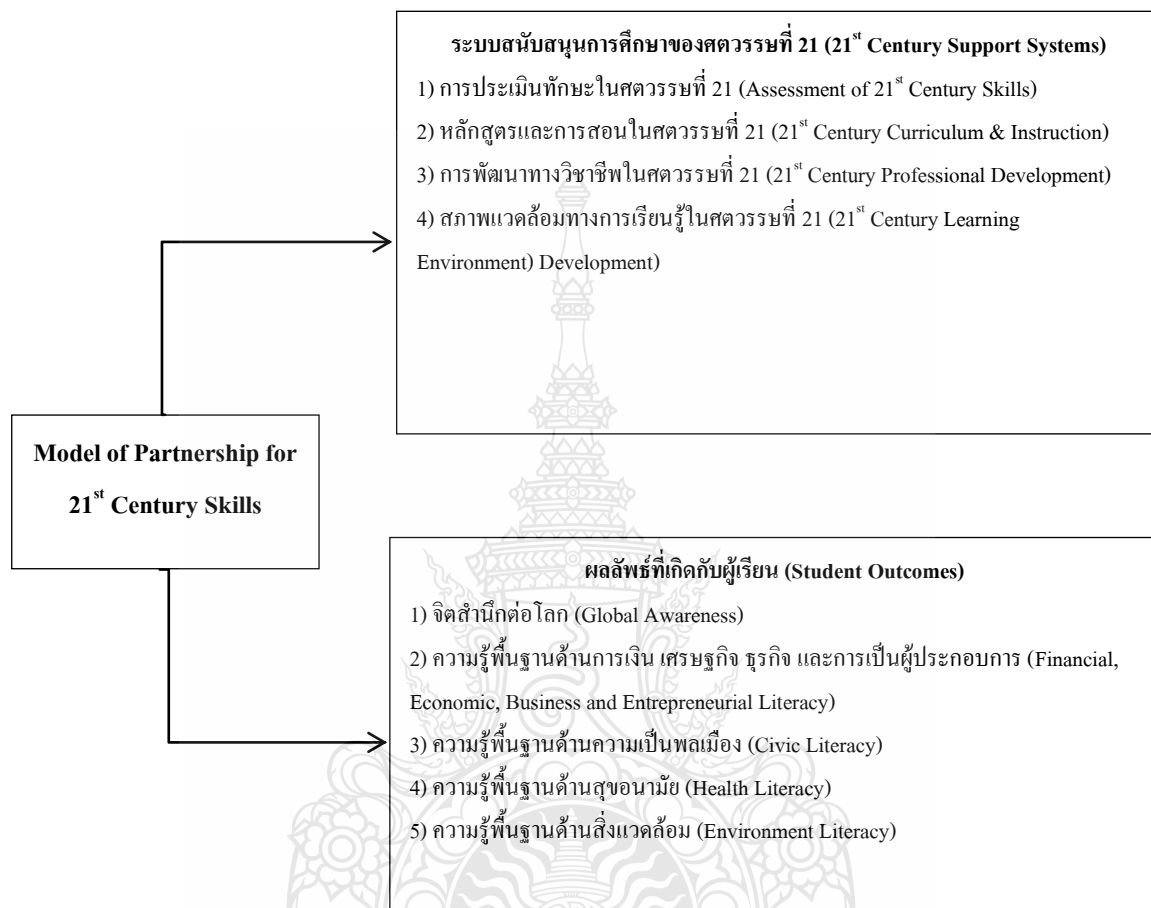 ระบบสนับสนุนการศึกษาของศตวรรษที่ 21 (21st Century Support Systems)
1) การประเมินทักษะในศตวรรษที่ 21 (Assessment of 21st Century Skills)
2) หลักสูตรและการสอนในศตวรรษที่ 21 (21st Century Curriculum & Instruction)
3) การพัฒนาทางวิชาชีพในศตวรรษที่ 21 (21st Century Professional Development)
4) สภาพแวดล้อมทางการเรียนรู้ในศตวรรษที่ 21 (21st Century Learning
Environment) Development)
Model of Partnership for
21st Century Skills
ผลลัพธ์ที่เกิดกับผู้เรียน (Student Outcomes)
1) จิตสำนึกต่อโลก (Global Awareness)
2) ความรู้พื้นฐานด้านการเงิน เศรษฐกิจ ธุรกิจ และการเป็นผู้ประกอบการ (Financial,
Economic, Business and Entrepreneurial Literacy)
3) ความรู้พื้นฐานด้านความเป็นพลเมือง (Civic Literacy)
4) ความรู้พื้นฐานด้านสุขอนามัย (Health Literacy)
5) ความรู้พื้นฐานด้านสิ่งแวดล้อม (Environment Literacy)